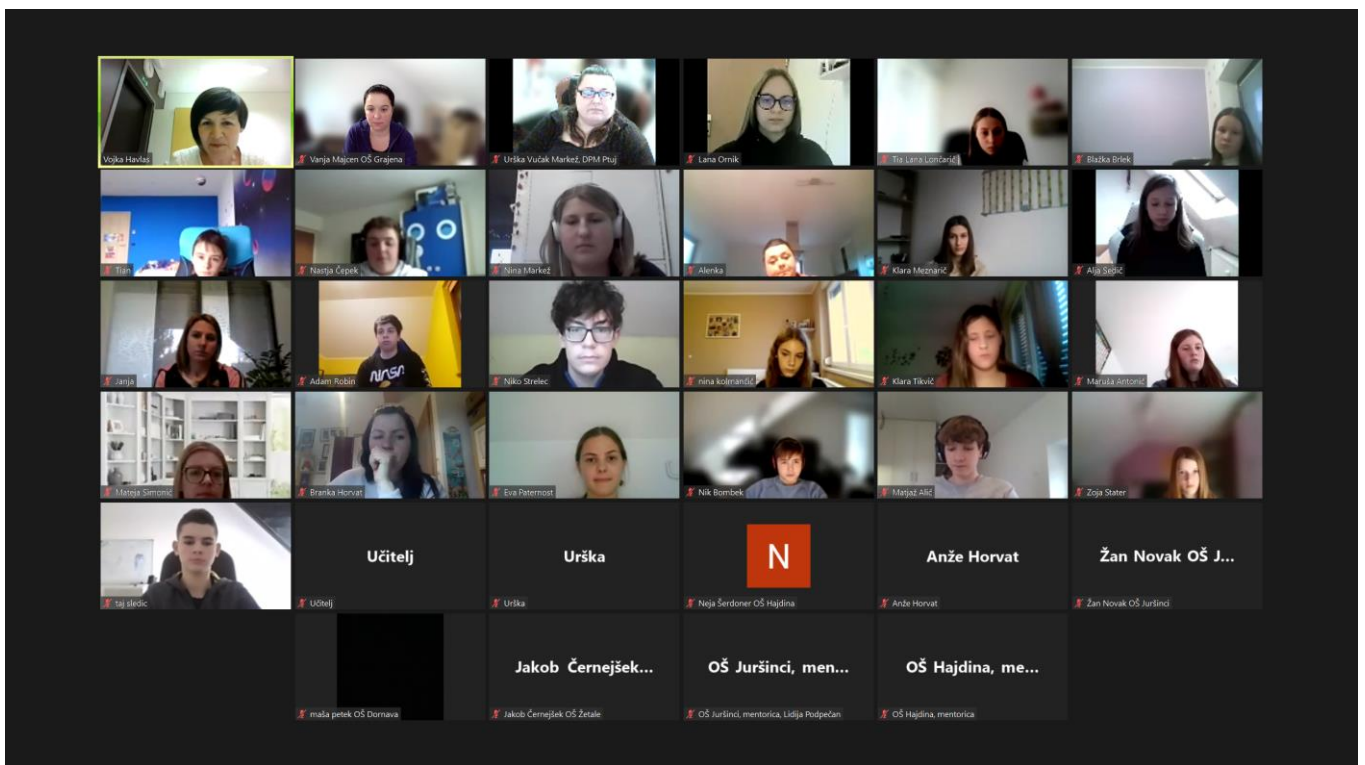 Vojka Havlas
Vanja Majcen OŠ Grajena
Urška Vučak Markež, DPM Ptuj
Lana Ornik
Tia Lana Lončarič
Blažka Brlek
Tian
Nastja Čepek
Nina Markež
Alenka
Klara Meznarič
Alja Šedič
Janja
Adam Robin
Niko Strelec
nina kolmančič
Klara Tikvič
Maruša Antonič
Mateja Simonič
Branka Horvat
Eva Paternost
Nik Bombek
Matjaž Alič
Zoja Stater
taj sledic
Učitelj
Učitelj
Urška
Urška
N
Neja Šerdoner OŠ Hajdina
Anže Horvat
Anže Horvat
Žan Novak OŠ J...
Žan Novak OŠ Juršinci
maša petek OŠ Dornava
Jakob Černejšek...
Jakob Černejšek OŠ Žetale
OŠ Juršinci, men...
OŠ Juršinci, mentorica, Lidija Podpečan
OŠ Hajdina, me...
OŠ Hajdina, mentorica